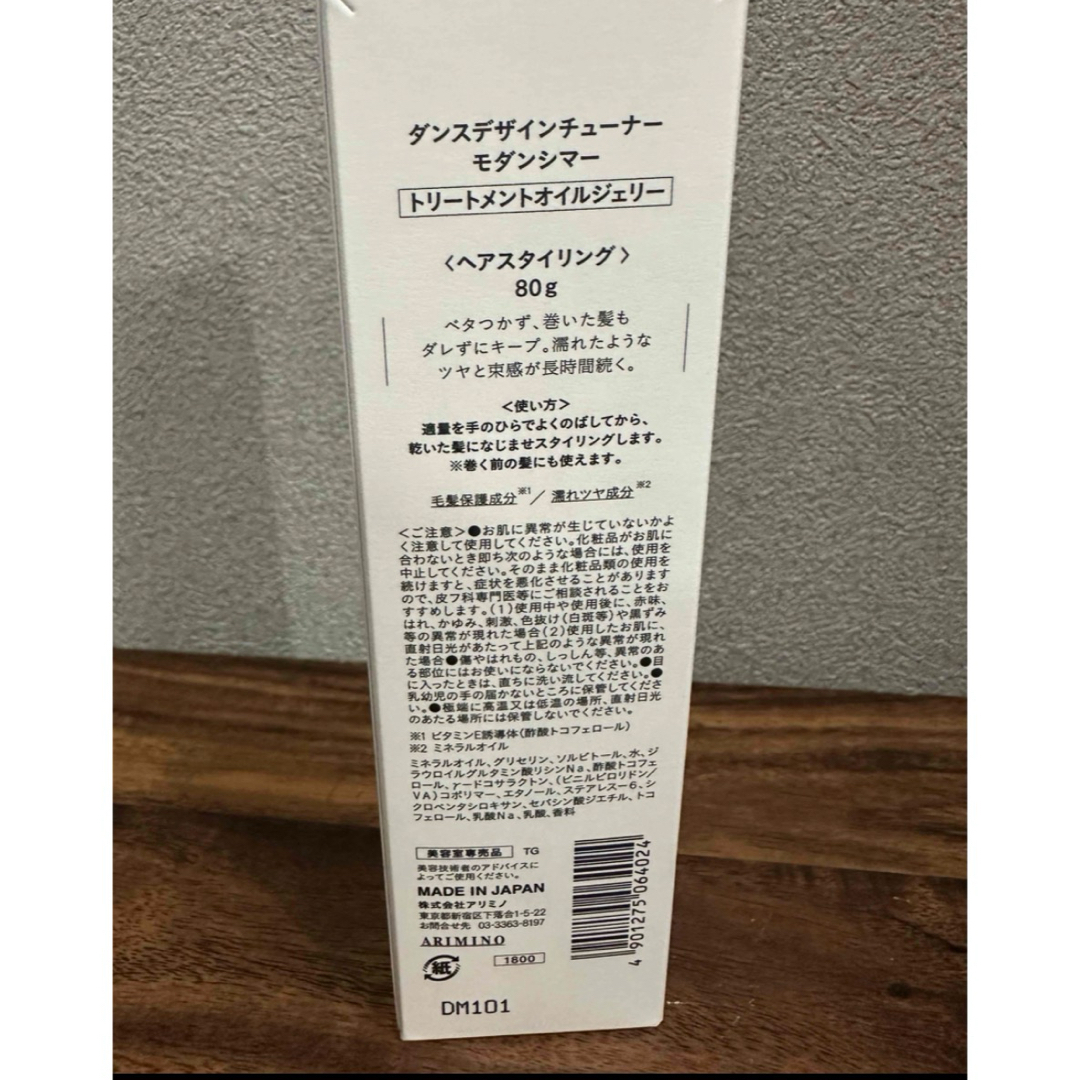 ダンスデザインチューナー
モダンシマー
トリートメントオイルジェリー
〈ヘアスタイリング〉
80g
ベタつかず、巻いた髪も
ダレずにキープ。濡れたような
ツヤと束感が長時間続く。
＜使い方＞
適量を手のひらでよくのばしてから、
乾いた髪になじませスタイリングします。
※巻く前の髪にも使えます。
毛髪保護成分※1／濡れツヤ成分※2
＜ご注意＞●お肌に異常が生じていないかよ
く注意して使用してください。化粧品がお肌に
合わないとき即ち次のような場合には、使用を
中止してください。そのまま化粧品類の使用を
続けますと、症状を悪化させることがあります
ので、皮フ科専門医等にご相談されることをお
すすめします。(1)使用中や使用後に、赤味、
はれ、かゆみ、刺激、色抜け(白斑等)や黒ずみ
等の異常が現れた場合(2)使用したお肌に、
直射日光があたって上記のような異常が現れ
た場合●傷やはれもの、しっしん等、異常のあ
る部位にはお使いにならないでください。●目
に入ったときは、直ちに洗い流してください。●
乳幼児の手の届かないところに保管してくださ
い。●極端に高温又は低温の場所、直射日光
のあたる場所には保管しないでください。
※1 ビタミンE誘導体(酢酸トコフェロール)
※2 ミネラルオイル
ミネラルオイル、グリセリン、ソルビトール、水、ジ
ラウロイルグルタミン酸リシンNa、酢酸トコフェ
ロール、γードコサラクトン、(ビニルピロリドン/
VA)コポリマー、エタノール、ステアレスー6、シ
クロペンタシロキサン、セバシン酸ジエチル、トコ
フェロール、乳酸Na、乳酸、香料
美容室専売品 TG
美容技術者のアドバイスに
よってご使用ください。
MADE IN JAPAN
株式会社アリミノ
東京都新宿区下落合1-5-22
お問合せ先 03-3363-8197
ARIMINO
紙
1800
4 901275 064024
DM101